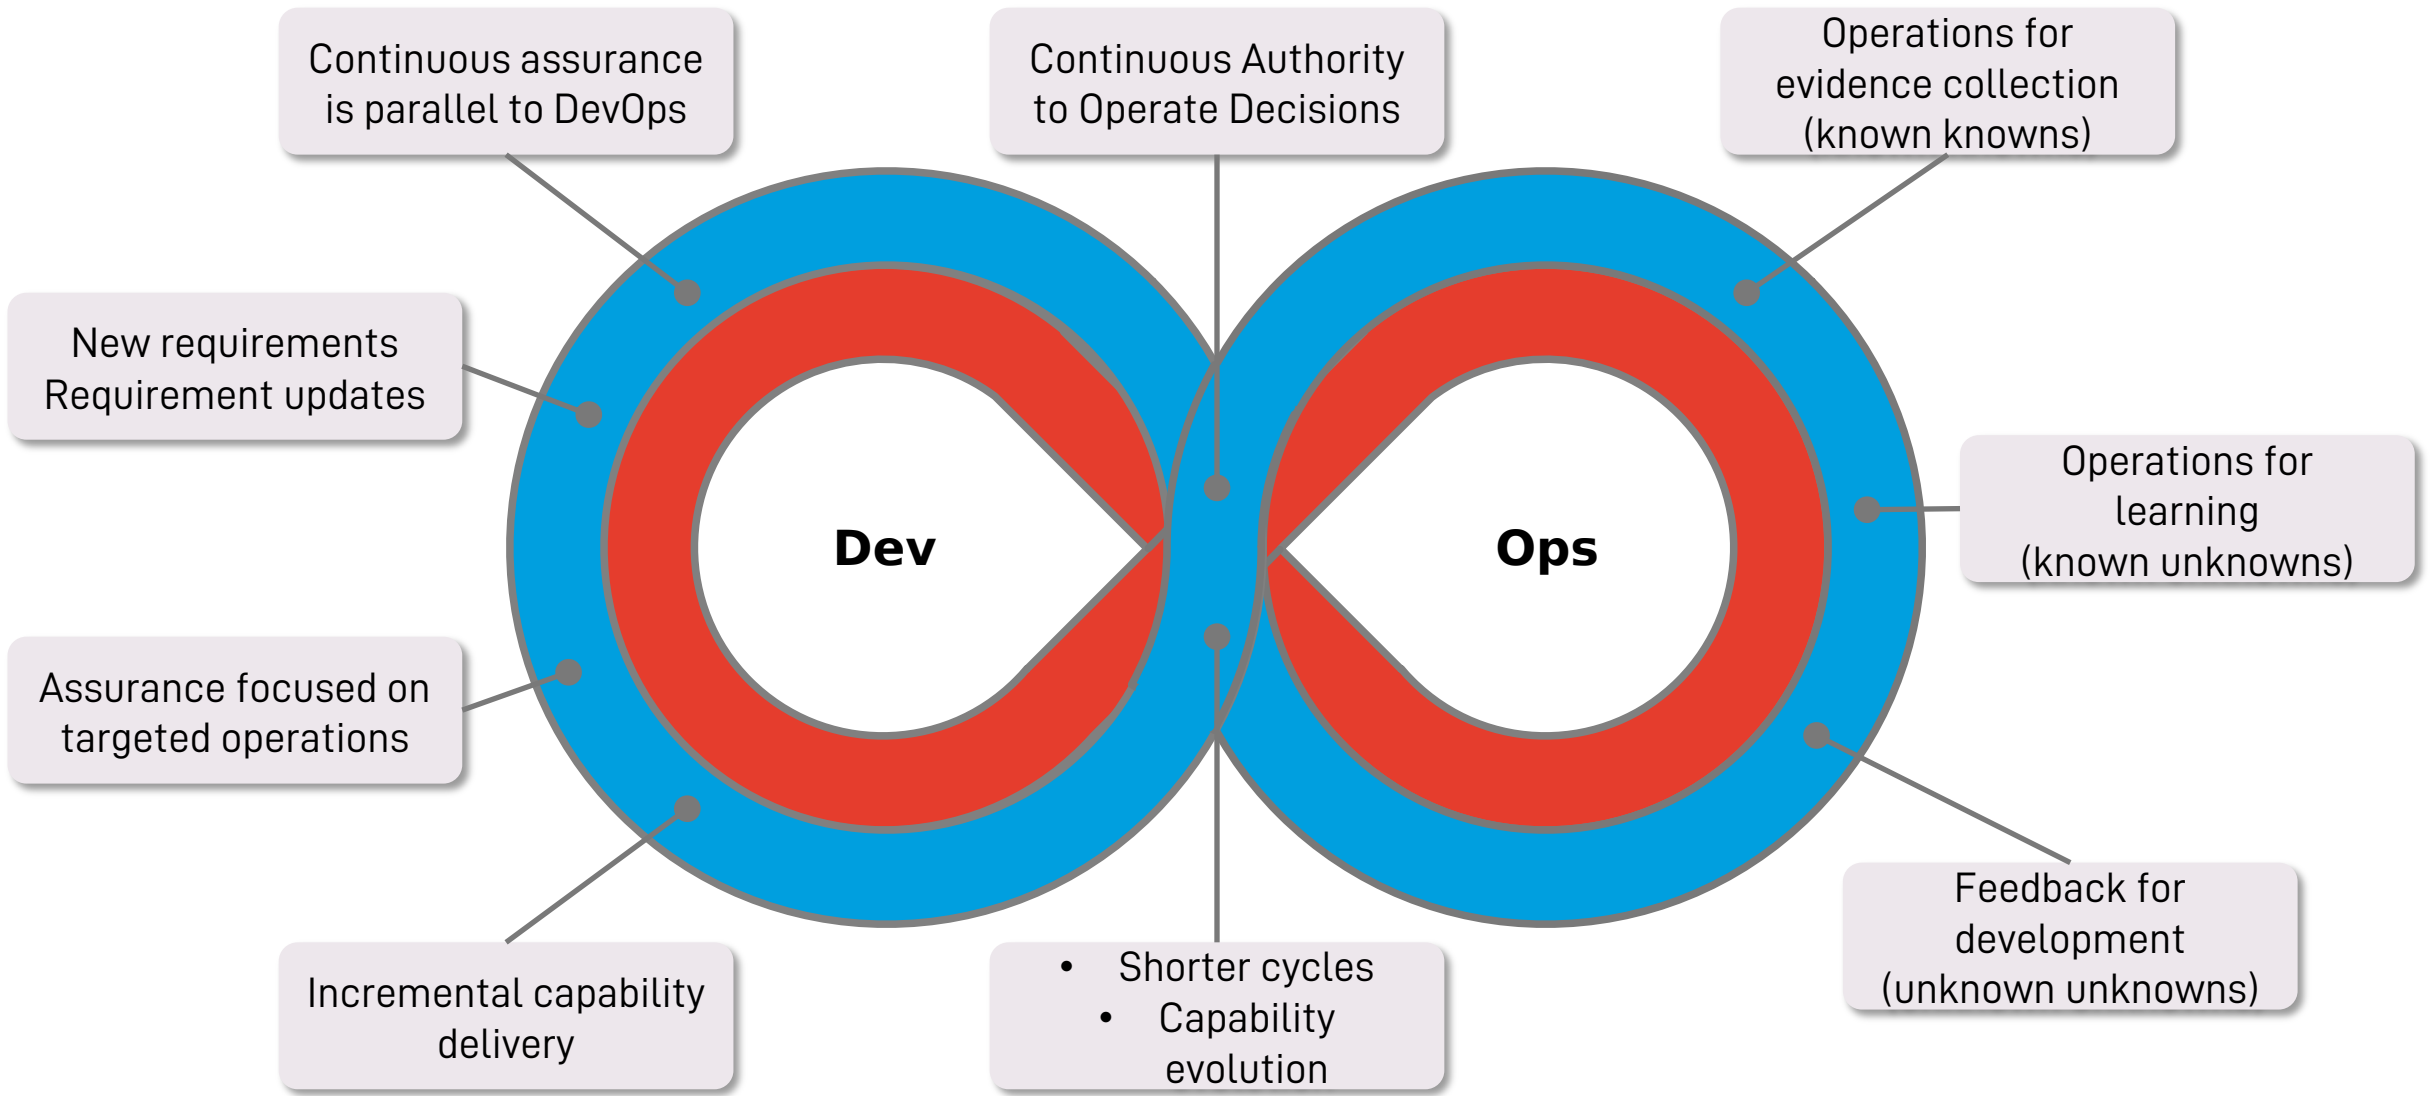 Continuous assurance
is parallel to DevOps
Continuous Authority
to Operate Decisions
Operations for
evidence collection
(known knowns)
New requirements
Requirement updates
Operations for
learning
(known unknowns)
Dev
Ops
Assurance focused on
targeted operations
Feedback for
development
(unknown unknowns)
Incremental capability
delivery
• Shorter cycles
• Capability
evolution